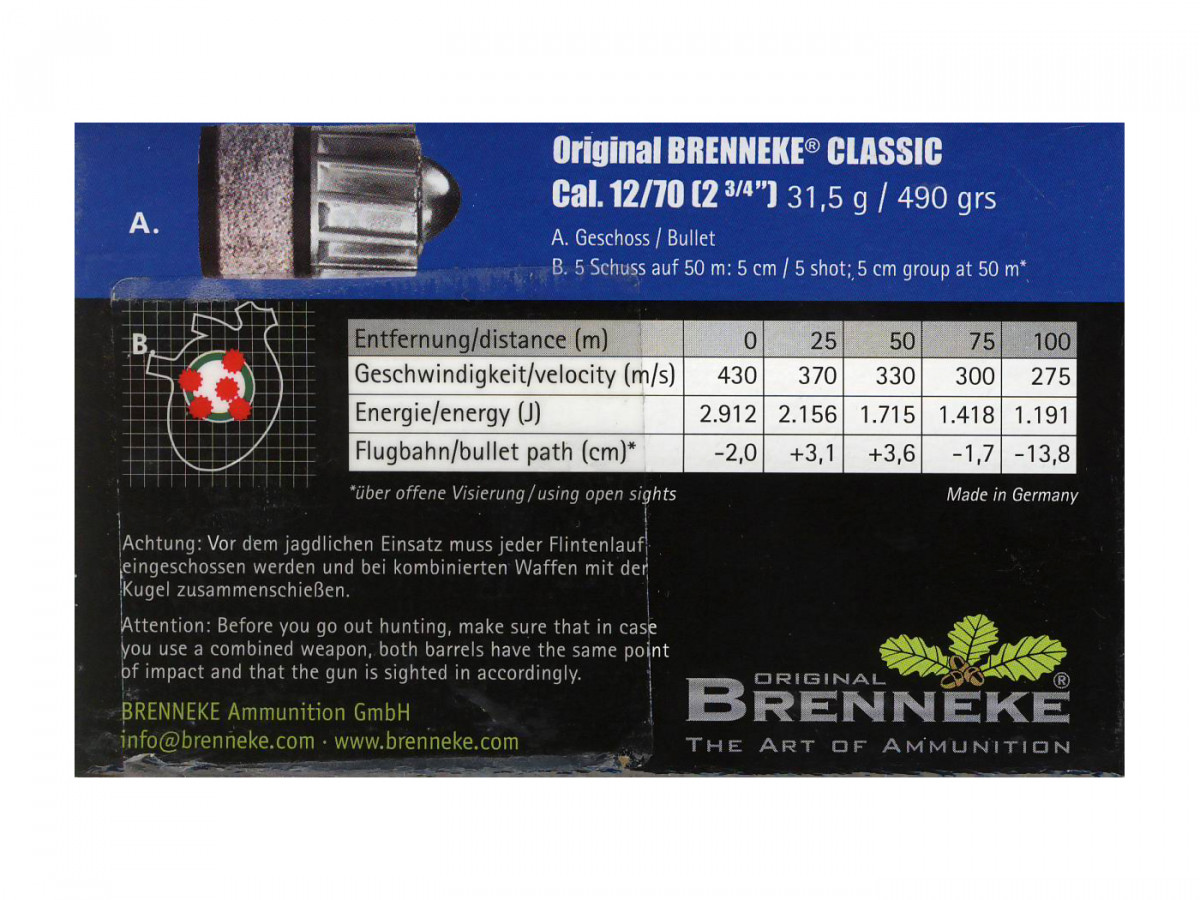 Original BRENNEKE® CLASSIC
Cal. 12/70 (2 3/4") 31,5 g / 490 grs
A.
A. Geschoss / Bullet
B. 5 Schuss auf 50 m: 5 cm / 5 shot; 5 cm group at 50 m*
B.
Entfernung/distance (m) 0 25 50 75 100
Geschwindigkeit/velocity (m/s) 430 370 330 300 275
Energie/energy (J) 2.912 2.156 1.715 1.418 1.191
Flugbahn/bullet path (cm)* -2,0 +3,1 +3,6 -1,7 -13,8
*über offene Visierung/using open sights
Made in Germany
Achtung: Vor dem jagdlichen Einsatz muss jeder Flintenlauf
eingeschossen werden und bei kombinierten Waffen mit der
Kugel zusammenschießen.
Attention: Before you go out hunting, make sure that in case
you use a combined weapon, both barrels have the same point
of impact and that the gun is sighted in accordingly.
BRENNEKE Ammunition GmbH
info@brenneke.com · www.brenneke.com
ORIGINAL
BRENNEKE®
THE ART OF AMMUNITION